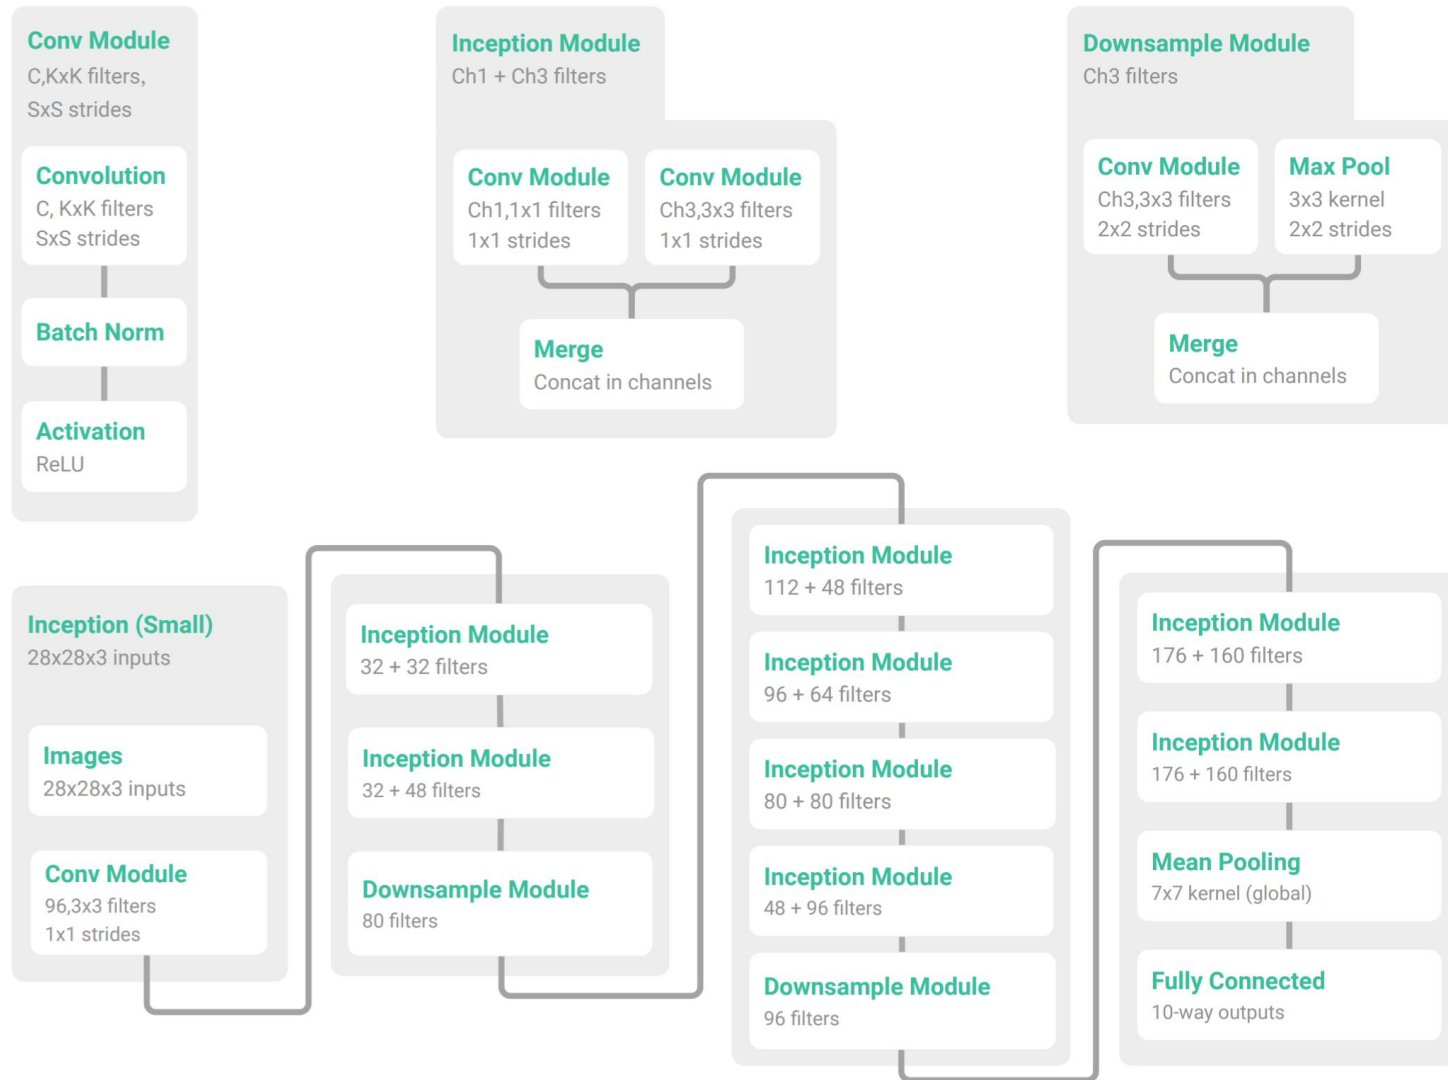 Conv Module
C,KxK filters,
SxS strides
Convolution
C, KxK filters
SxS strides
Batch Norm
Activation
ReLU
Inception Module
Ch1 + Ch3 filters
Conv Module
Ch1,1x1 filters
1x1 strides
Conv Module
Ch3,3x3 filters
1x1 strides
Merge
Concat in channels
Downsample Module
Ch3 filters
Conv Module
Ch3,3x3 filters
2x2 strides
Max Pool
3x3 kernel
2x2 strides
Merge
Concat in channels
Inception (Small)
28x28x3 inputs
Images
28x28x3 inputs
Conv Module
96,3x3 filters
1x1 strides
Inception Module
32 + 32 filters
Inception Module
32 + 48 filters
Downsample Module
80 filters
Inception Module
112 + 48 filters
Inception Module
96 + 64 filters
Inception Module
80 + 80 filters
Inception Module
48 + 96 filters
Downsample Module
96 filters
Inception Module
176 + 160 filters
Inception Module
176 + 160 filters
Mean Pooling
7x7 kernel (global)
Fully Connected
10-way outputs